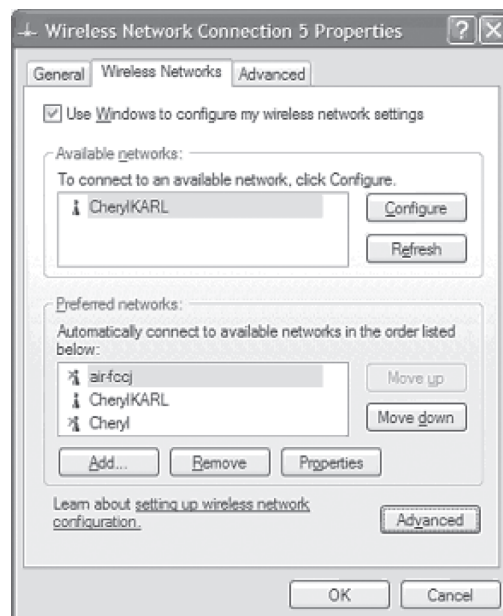 Wireless Network Connection 5 Properties
General Wireless Networks Advanced
Use Windows to configure my wireless network settings
Available networks:
To connect to an available network, click Configure.
CherylKARL
Configure
Refresh
Preferred networks:
Automatically connect to available networks in the order listed
below:
air-fccj
CherylKARL
Cheryl
Move up
Move down
Add... Remove Properties
Learn about setting up wireless network
configuration.
Advanced
OK Cancel